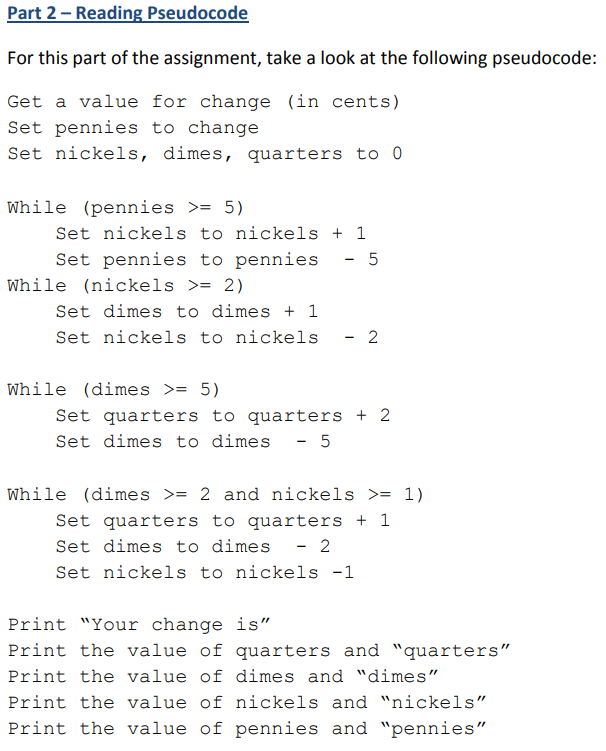 Part 2 – Reading Pseudocode
For this part of the assignment, take a look at the following pseudocode:
Get a value for change (in cents)
Set pennies to change
Set nickels, dimes, quarters to 0
While (pennies >= 5)
Set nickels to nickels + 1
Set pennies to pennies - 5
While (nickels >= 2)
Set dimes to dimes + 1
Set nickels to nickels - 2
While (dimes >= 5)
Set quarters to quarters + 2
Set dimes to dimes - 5
While (dimes >= 2 and nickels >= 1)
Set quarters to quarters + 1
Set dimes to dimes - 2
Set nickels to nickels -1
Print “Your change is”
Print the value of quarters and “quarters”
Print the value of dimes and “dimes”
Print the value of nickels and “nickels”
Print the value of pennies and “pennies”